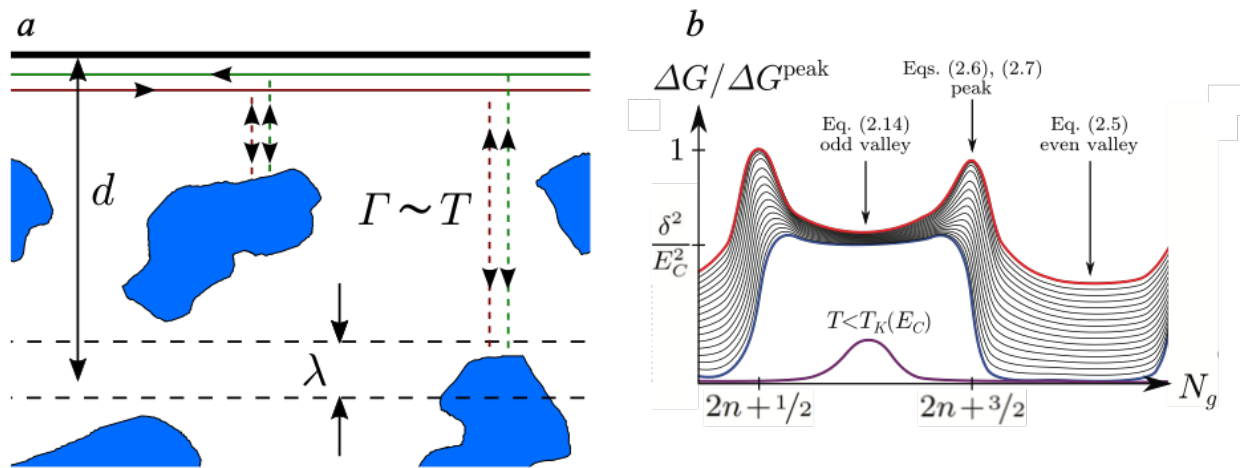 a
d
Γ ~ T
λ
b
ΔG/ΔG^peak
Eqs. (2.6), (2.7)
peak
Eq. (2.14)
odd valley
Eq. (2.5)
even valley
1
δ²
E_C²
T<T_K(E_C)
N_g
2n+1/2
2n+3/2